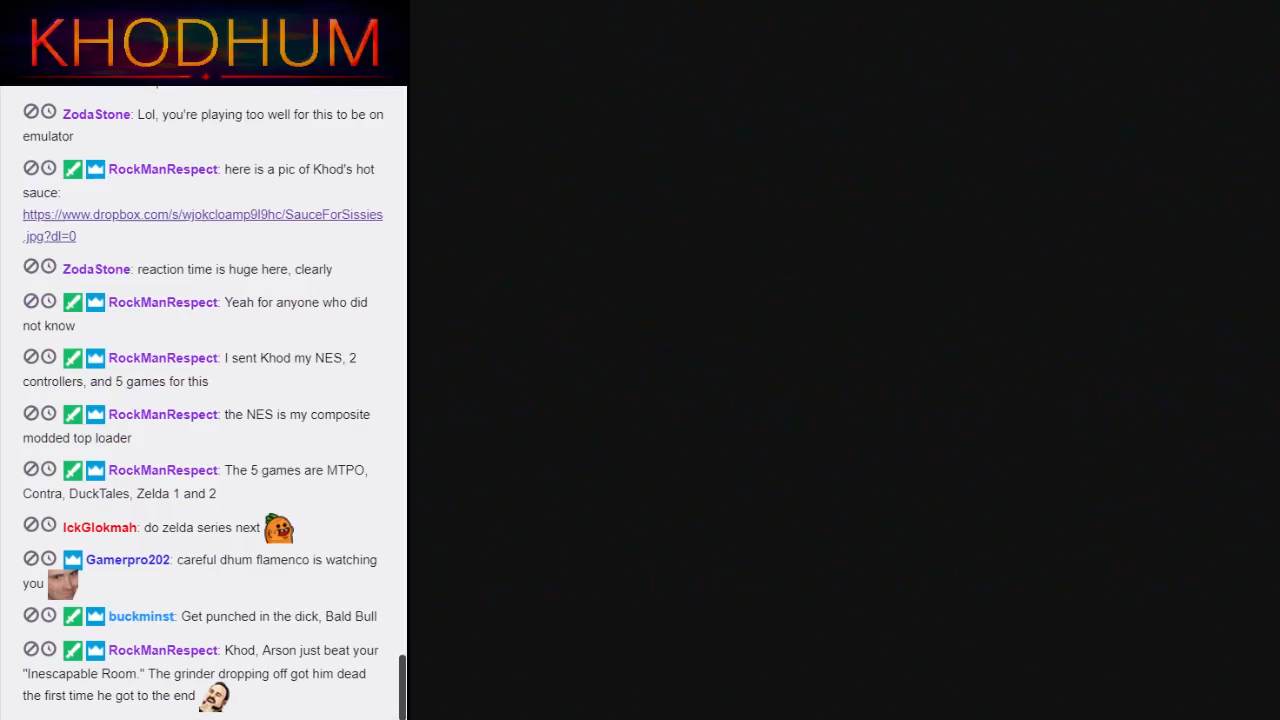 KHODHUM
ZodaStone: Lol, you're playing too well for this to be on
emulator
RockManRespect: here is a pic of Khod's hot
sauce:
https://www.dropbox.com/s/wjokcloamp9l9hc/SauceForSissies
.jpg?dl=0
ZodaStone: reaction time is huge here, clearly
RockManRespect: Yeah for anyone who did
not know
RockManRespect: I sent Khod my NES, 2
controllers, and 5 games for this
RockManRespect: the NES is my composite
modded top loader
RockManRespect: The 5 games are MTPO,
Contra, DuckTales, Zelda 1 and 2
IckGlokmah: do zelda series next
Gamerpro202: careful dhum flamenco is watching
you
buckminst: Get punched in the dick, Bald Bull
RockManRespect: Khod, Arson just beat your
"Inescapable Room." The grinder dropping off got him dead
the first time he got to the end